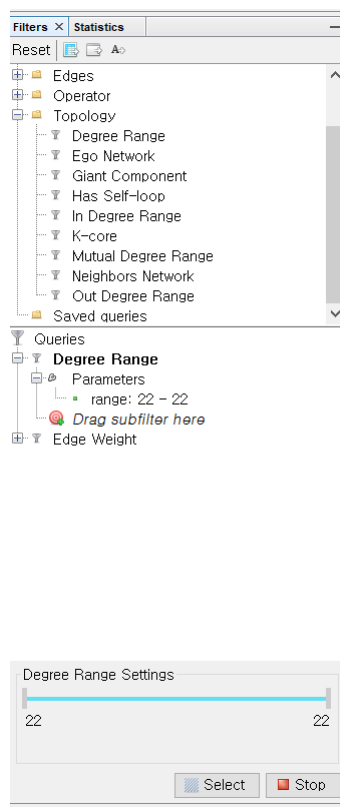 Filters × Statistics
Reset
Edges
Operator
Topology
Degree Range
Ego Network
Giant Component
Has Self-loop
In Degree Range
K-core
Mutual Degree Range
Neighbors Network
Out Degree Range
Saved queries
Queries
Degree Range
Parameters
range: 22 - 22
Drag subfilter here
Edge Weight
Degree Range Settings
22 22
Select Stop